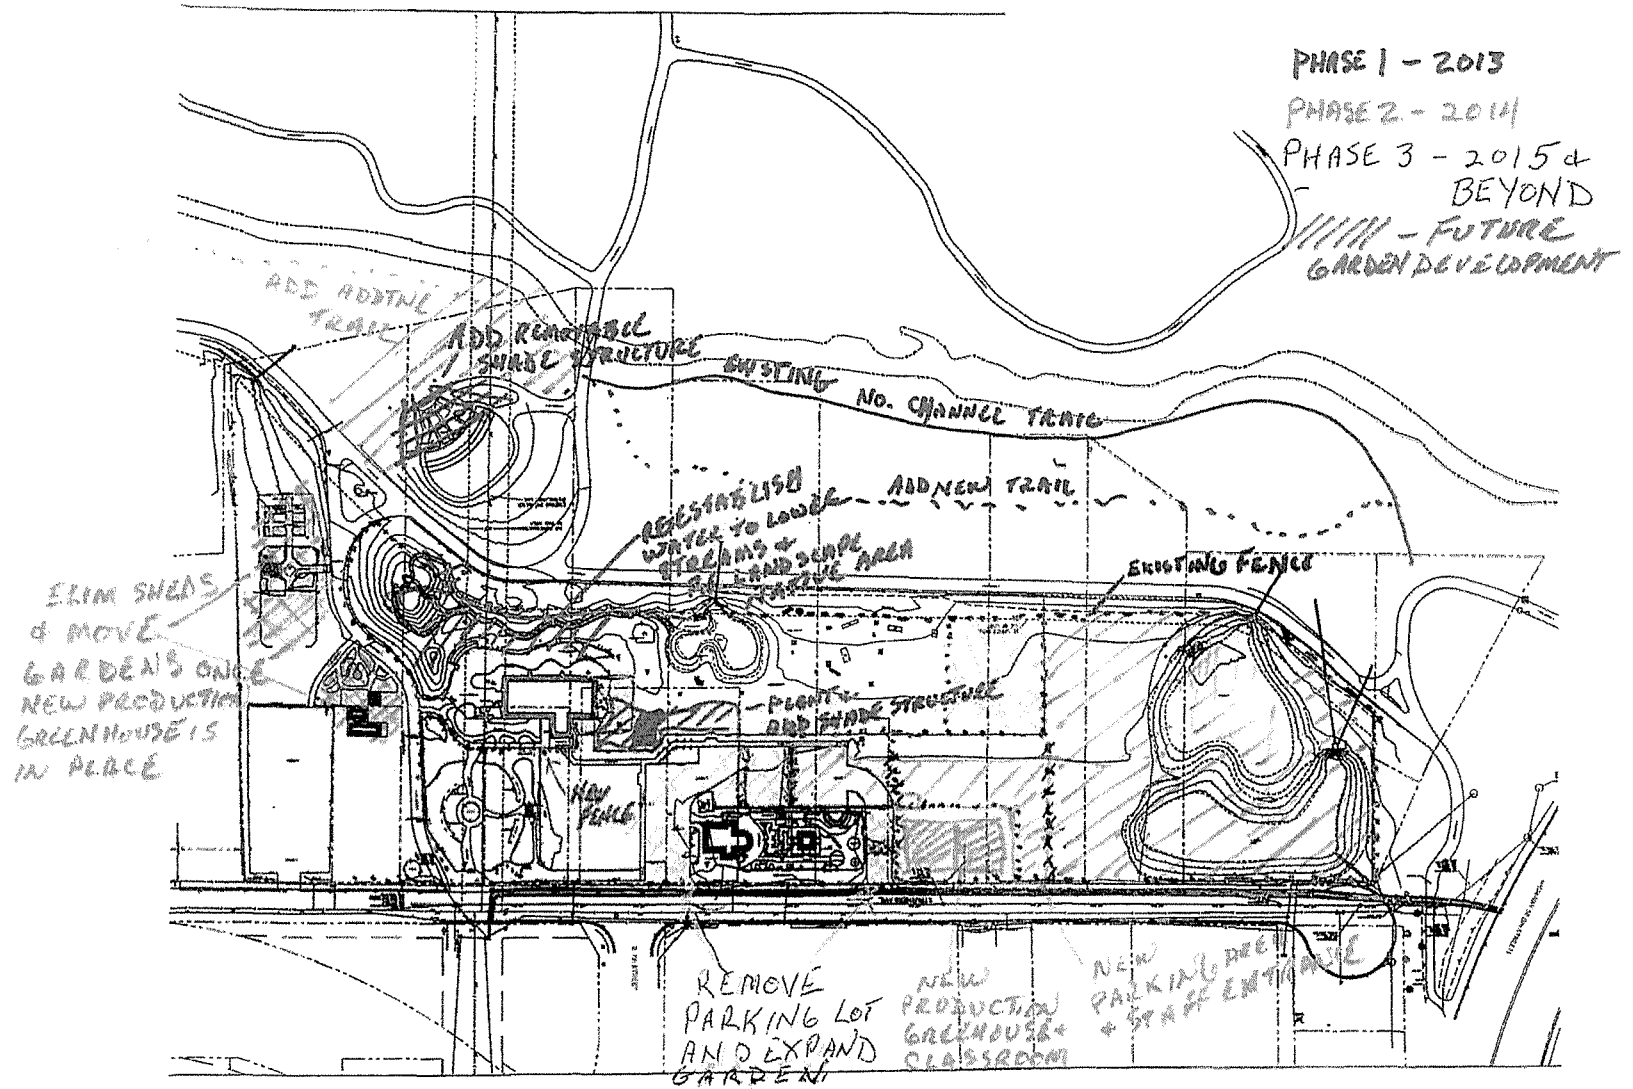 PHASE 1 - 2013
PHASE 2 - 2014
PHASE 3 - 2015 &
BEYOND
- FUTURE
GARDEN DEVELOPMENT
ADD
TRAIL
ADD REMOVABLE
SHADE STRUCTURE
EXISTING
NO. CHANNEL TRAIL
ADD NEW TRAIL
REESTABLISH
WATER TO LOWER
STREAMS &
RE-LANDSCAPE
NATIVE AREA
EXISTING FENCE
ELIM SHEDS
& MOVE
GARDENS ONCE
NEW PRODUCTION
GREENHOUSE IS
IN PLACE
PLANT &
ADD SHADE STRUCTURE
NEW
FENCE
REMOVE
PARKING LOT
AND EXPAND
GARDEN
NEW
PRODUCTION
GREENHOUSE &
CLASSROOM
NEW
PARKING AREA
& STAFF ENTRANCE